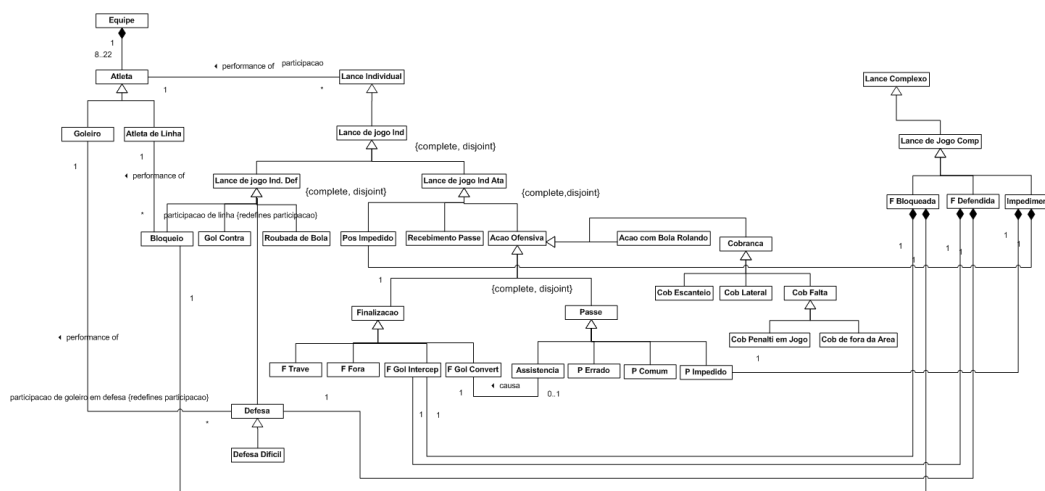 Equipe
1
8..22
Atleta
1
◄ performance of
participacao
*
Lance Individual
Lance Complexo
Goleiro
Atleta de Linha
Lance de jogo Ind
Lance de Jogo Comp
{complete, disjoint}
1
1
◄ performance of
Lance de jogo Ind. Def
Lance de jogo Ind Ata
{complete, disjoint}
{complete,disjoint}
F Bloqueada
F Defendida
Impedimen
*
participacao de linha {redefines participacao}
Bloqueio
Gol Contra
Roubada de Bola
Pos Impedido
Recebimento Passe
Acao Ofensiva
Acao com Bola Rolando
Cobranca
1
1
1
1
1
1
1
1
{complete, disjoint}
Cob Escanteio
Cob Lateral
Cob Falta
Finalizacao
Passe
Cob Penalti em Jogo
Cob de fora da Area
◄ performance of
1
F Trave
F Fora
F Gol Intercep
F Gol Convert
Assistencia
P Errado
P Comum
P Impedido
◄ causa
1
0..1
participacao de goleiro em defesa {redefines participacao}
1
Defesa
*
1
1
Defesa Dificil